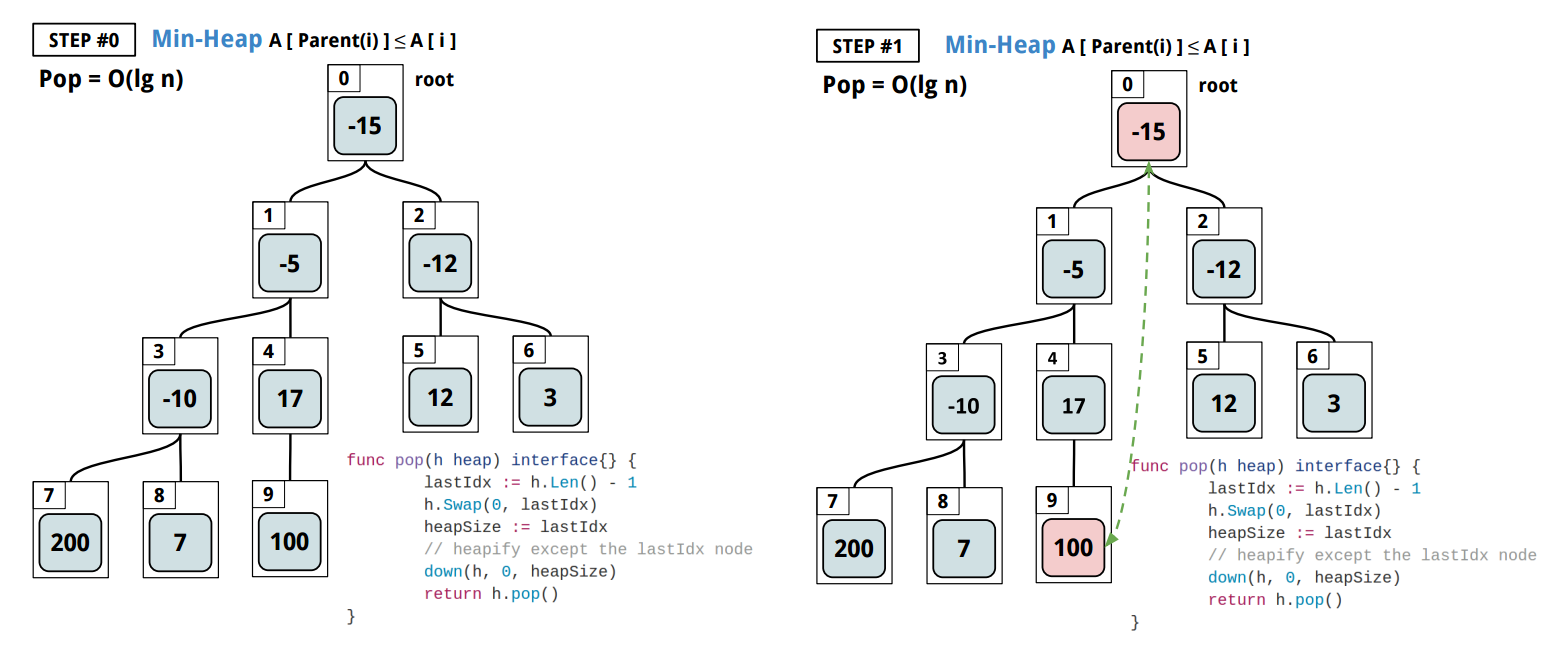 STEP #0 Min-Heap A [ Parent(i) ] ≤ A [ i ]
Pop = O(lg n)
0 root
-15
1 2
-5 -12
3 4 5 6
-10 17 12 3
7 8 9
200 7 100
func pop(h heap) interface{} {
lastIdx := h.Len() - 1
h.Swap(0, lastIdx)
heapSize := lastIdx
// heapify except the lastIdx node
down(h, 0, heapSize)
return h.pop()
}
STEP #1 Min-Heap A [ Parent(i) ] ≤ A [ i ]
Pop = O(lg n)
0 root
-15
1 2
-5 -12
3 4 5 6
-10 17 12 3
7 8 9
200 7 100
func pop(h heap) interface{} {
lastIdx := h.Len() - 1
h.Swap(0, lastIdx)
heapSize := lastIdx
// heapify except the lastIdx node
down(h, 0, heapSize)
return h.pop()
}